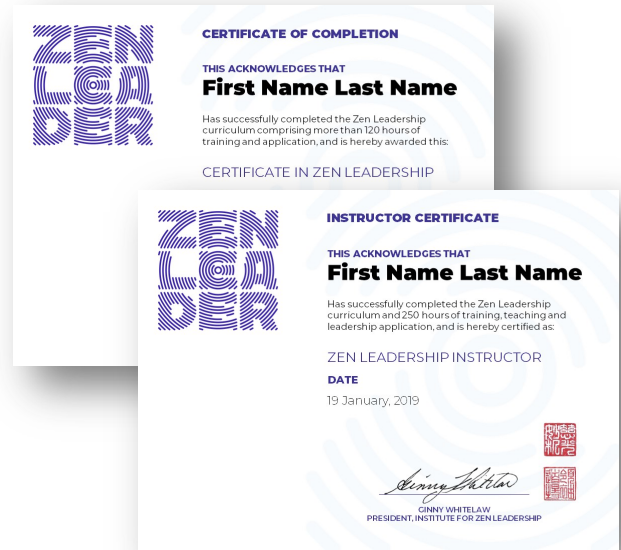 ZEN
LEA
DER
CERTIFICATE OF COMPLETION
THIS ACKNOWLEDGES THAT
First Name Last Name
Has successfully completed the Zen Leadership
curriculum comprising more than 120 hours of
training and application, and is hereby awarded this:
CERTIFICATE IN ZEN LEADERSHIP
ZEN
LEA
DER
INSTRUCTOR CERTIFICATE
THIS ACKNOWLEDGES THAT
First Name Last Name
Has successfully completed the Zen Leadership
curriculum and 250 hours of training, teaching and
leadership application, and is hereby certified as:
ZEN LEADERSHIP INSTRUCTOR
DATE
19 January, 2019
Ginny Whitelaw
GINNY WHITELAW
PRESIDENT, INSTITUTE FOR ZEN LEADERSHIP